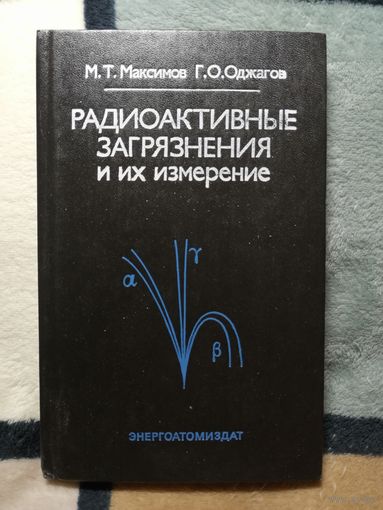 М. Т. Максимов Г. О. Оджагов
РАДИОАКТИВНЫЕ
ЗАГРЯЗНЕНИЯ
И ИХ ИЗМЕРЕНИЕ
γ
α
β
ЭНЕРГОАТОМИЗДАТ